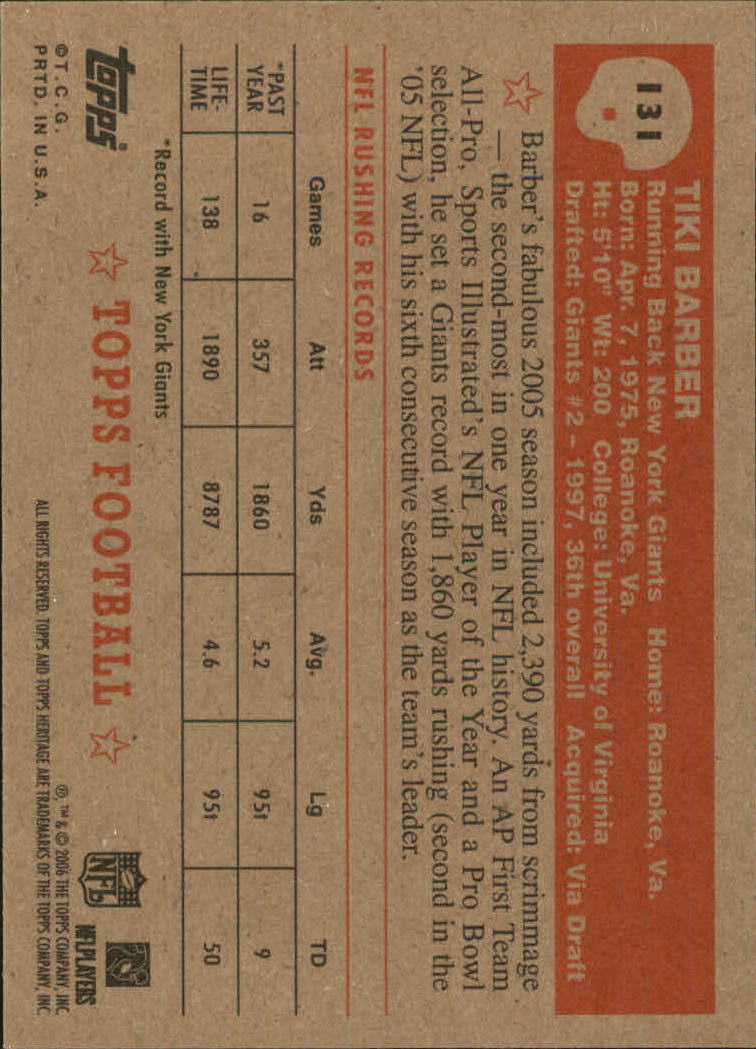 131
TIKI BARBER
Running Back New York Giants Home: Roanoke, Va.
Born: Apr. 7, 1975, Roanoke, Va.
Ht: 5'10" Wt: 200 College: University of Virginia
Drafted: Giants #2 - 1997, 36th overall Acquired: Via Draft
Barber's fabulous 2005 season included 2,390 yards from scrimmage
— the second-most in one year in NFL history. An AP First Team
All-Pro, Sports Illustrated's NFL Player of the Year and a Pro Bowl
selection, he set a Giants record with 1,860 yards rushing (second in the
'05 NFL) with his sixth consecutive season as the team's leader.
NFL RUSHING RECORDS
Games Att Yds Avg. Lg TD
*PAST YEAR 16 357 1860 5.2 95t 9
LIFE-TIME 138 1890 8787 4.6 95t 50
*Record with New York Giants
topps
TOPPS FOOTBALL
NFL
NFLPLAYERS
©T.C.G.
PRTD. IN U.S.A.
®, ™ & © 2006 THE TOPPS COMPANY, INC.
ALL RIGHTS RESERVED. TOPPS AND TOPPS HERITAGE ARE TRADEMARKS OF THE TOPPS COMPANY, INC